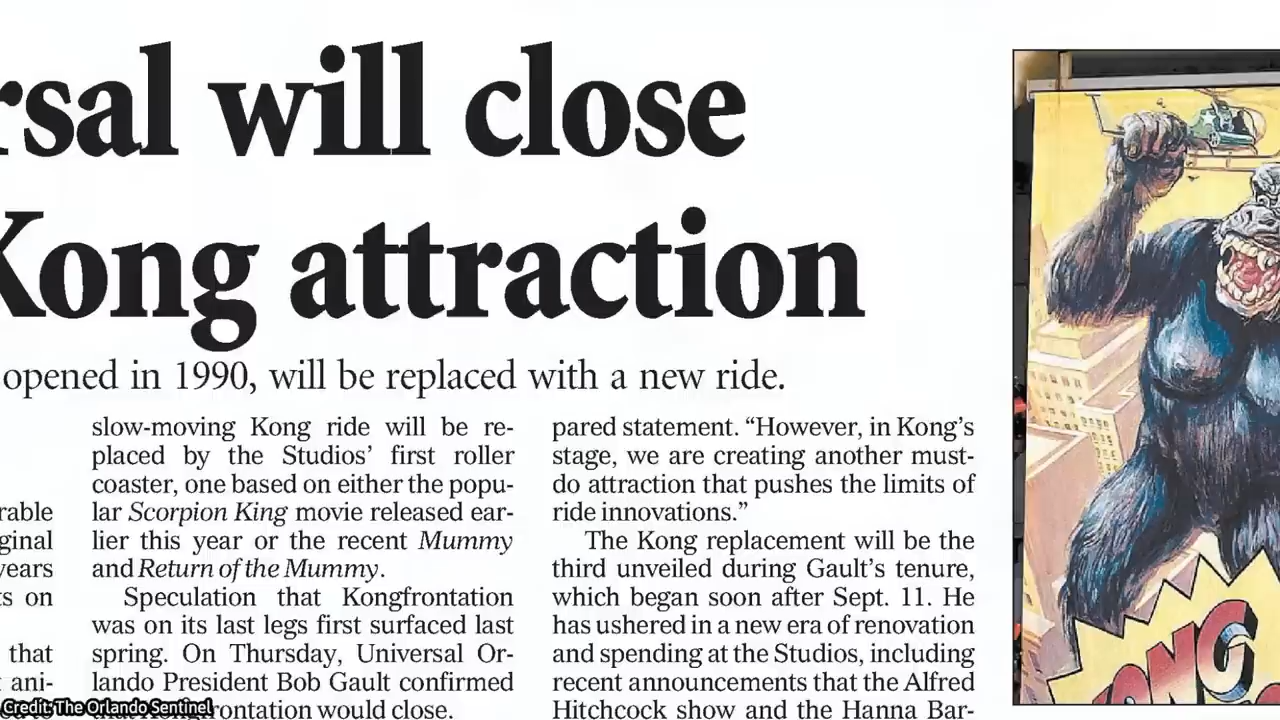 rsal will close
Kong attraction
opened in 1990, will be replaced with a new ride.
rable
ginal
years
ts on
that
ani-
slow-moving Kong ride will be re-
placed by the Studios' first roller
coaster, one based on either the popu-
lar Scorpion King movie released ear-
lier this year or the recent Mummy
and Return of the Mummy.
Speculation that Kongfrontation
was on its last legs first surfaced last
spring. On Thursday, Universal Or-
lando President Bob Gault confirmed
that Kongfrontation would close.
pared statement. “However, in Kong's
stage, we are creating another must-
do attraction that pushes the limits of
ride innovations.”
The Kong replacement will be the
third unveiled during Gault's tenure,
which began soon after Sept. 11. He
has ushered in a new era of renovation
and spending at the Studios, including
recent announcements that the Alfred
Hitchcock show and the Hanna Bar-
KONG
Credit: The Orlando Sentinel